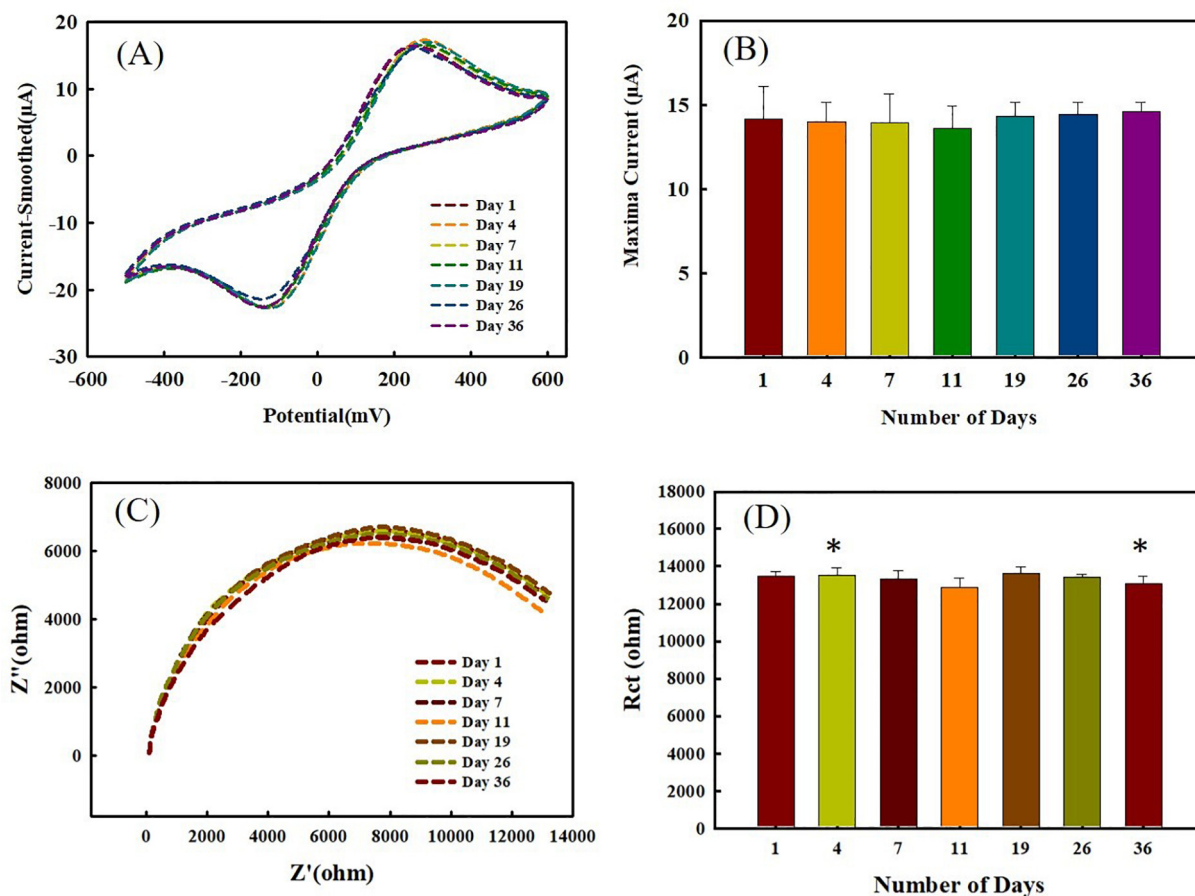 (A)
Current-Smoothed(µA)
20
10
0
-10
-20
-30
Day 1
Day 4
Day 7
Day 11
Day 19
Day 26
Day 36
-600
-400
-200
0
200
400
600
Potential(mV)
(B)
Maxima Current (µA)
20
15
10
5
0
1
4
7
11
19
26
36
Number of Days
(C)
Z''(ohm)
8000
6000
4000
2000
0
Day 1
Day 4
Day 7
Day 11
Day 19
Day 26
Day 36
0
2000
4000
6000
8000
10000
12000
14000
Z'(ohm)
(D)
Rct (ohm)
18000
16000
14000
12000
10000
8000
6000
4000
2000
0
*
*
1
4
7
11
19
26
36
Number of Days